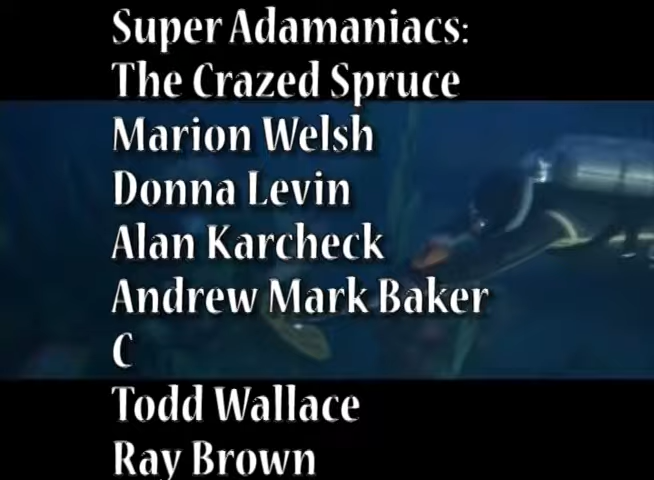 Super Adamaniacs:
The Crazed Spruce
Marion Welsh
Donna Levin
Alan Karcheck
Andrew Mark Baker
C
Todd Wallace
Ray Brown